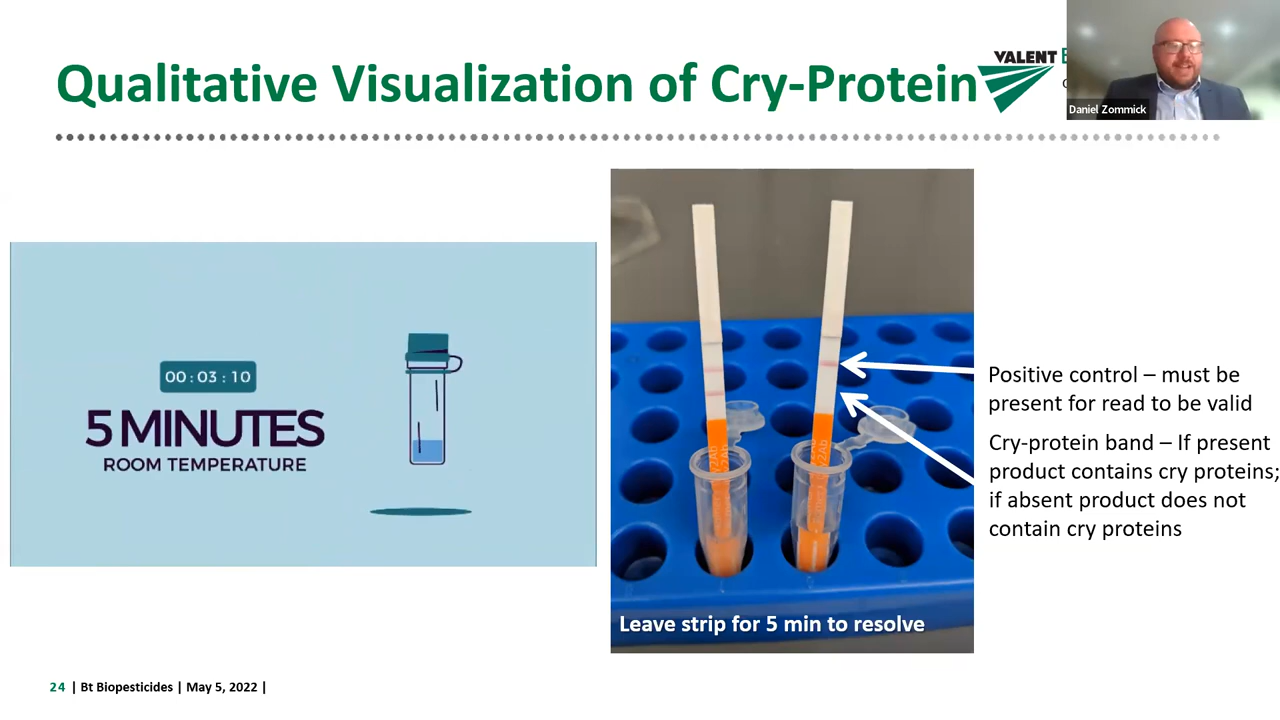 Qualitative Visualization of Cry-Protein
VALENT
Daniel Zommick
00:03:10
5 MINUTES
ROOM TEMPERATURE
Positive control – must be
present for read to be valid
Cry-protein band – If present
product contains cry proteins;
if absent product does not
contain cry proteins
Leave strip for 5 min to resolve
24 | Bt Biopesticides | May 5, 2022 |